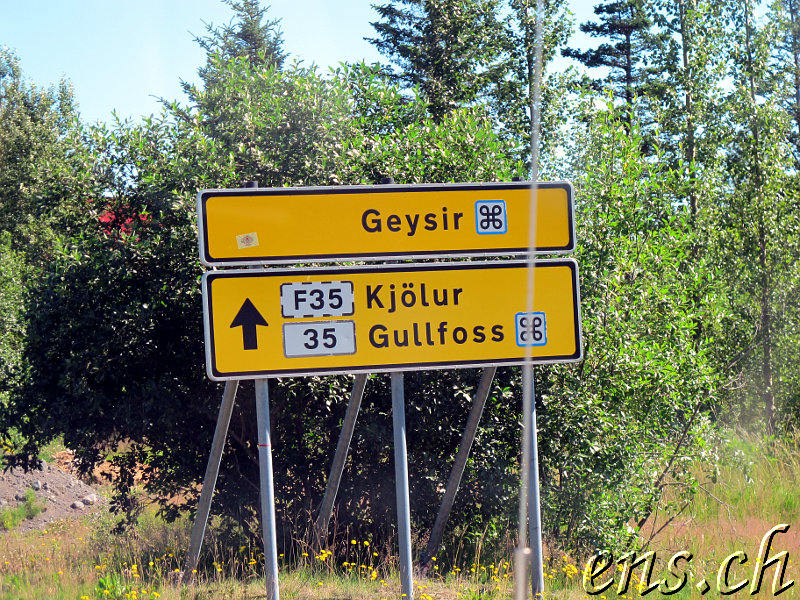 Geysir ⌘
F35 Kjölur
35 Gullfoss ⌘
ens.ch